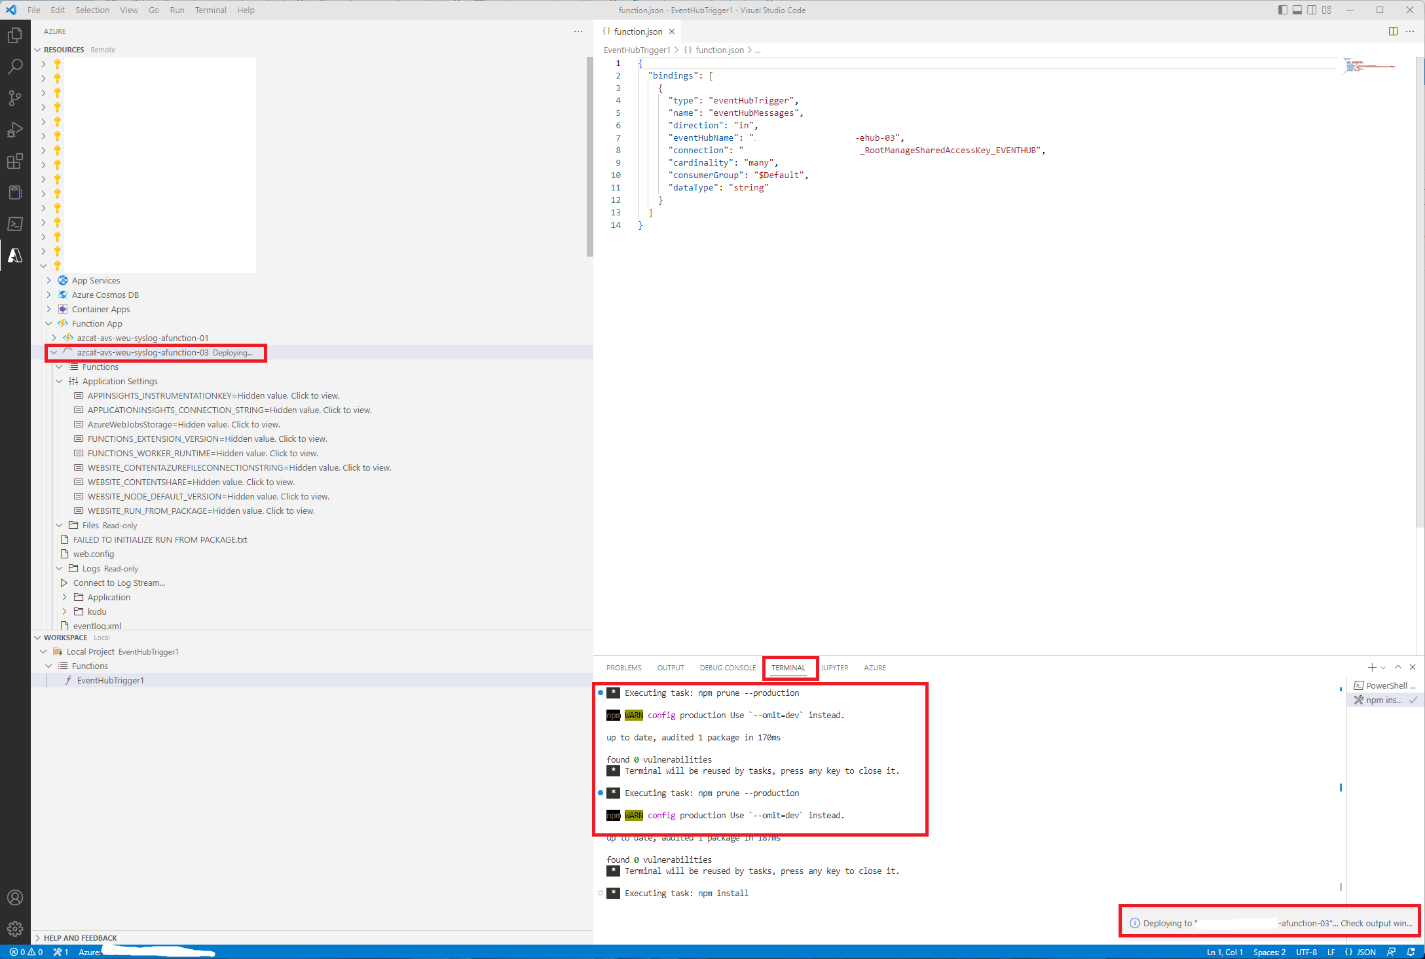 File Edit Selection View Go Run Terminal Help
function.json - EventHubTrigger1 - Visual Studio Code
AZURE
RESOURCES Remote
App Services
Azure Cosmos DB
Container Apps
Function App
azcat-avs-weu-syslog-afunction-01
azcat-avs-weu-syslog-afunction-03 Deploying...
Functions
Application Settings
APPINSIGHTS_INSTRUMENTATIONKEY=Hidden value. Click to view.
APPLICATIONINSIGHTS_CONNECTION_STRING=Hidden value. Click to view.
AzureWebJobsStorage=Hidden value. Click to view.
FUNCTIONS_EXTENSION_VERSION=Hidden value. Click to view.
FUNCTIONS_WORKER_RUNTIME=Hidden value. Click to view.
WEBSITE_CONTENTAZUREFILECONNECTIONSTRING=Hidden value. Click to view.
WEBSITE_CONTENTSHARE=Hidden value. Click to view.
WEBSITE_NODE_DEFAULT_VERSION=Hidden value. Click to view.
WEBSITE_RUN_FROM_PACKAGE=Hidden value. Click to view.
Files Read-only
FAILED TO INITIALIZE RUN FROM PACKAGE.txt
web.config
Logs Read-only
Connect to Log Stream...
Application
kudu
eventlog.xml
WORKSPACE Local
Local Project EventHubTrigger1
Functions
EventHubTrigger1
HELP AND FEEDBACK
{} function.json
EventHubTrigger1 > {} function.json > ...
1 {
2 "bindings": [
3 {
4 "type": "eventHubTrigger",
5 "name": "eventHubMessages",
6 "direction": "in",
7 "eventHubName": " -ehub-03",
8 "connection": " _RootManageSharedAccessKey_EVENTHUB",
9 "cardinality": "many",
10 "consumerGroup": "$Default",
11 "dataType": "string"
12 }
13 ]
14 }
PROBLEMS OUTPUT DEBUG CONSOLE TERMINAL JUPYTER AZURE
* Executing task: npm prune --production
npm WARN config production Use `--omit=dev` instead.
up to date, audited 1 package in 170ms
found 0 vulnerabilities
* Terminal will be reused by tasks, press any key to close it.
* Executing task: npm prune --production
npm WARN config production Use `--omit=dev` instead.
up to date, audited 1 package in 187ms
found 0 vulnerabilities
* Terminal will be reused by tasks, press any key to close it.
* Executing task: npm install
PowerShell ...
npm ins...
Deploying to " -afunction-03"... Check output win...
0 0 1 Azure:
Ln 1, Col 1 Spaces: 2 UTF-8 LF {} JSON